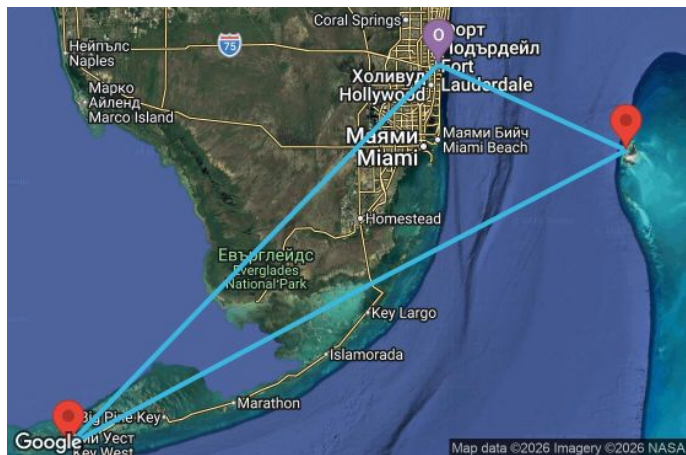 Coral Springs
75
Нейпълс
Naples
Марко
Айленд
Marco Island
O
Форт
Лодърдейл
Fort
Lauderdale
Холивуд
Hollywood
Маями
Miami
Маями Бийч
Miami Beach
Homestead
Евърглейдс
Everglades
National Park
Key Largo
Islamorada
Marathon
Big Pine Key
Уест
Key West
Google
Map data ©2026 Imagery ©2026 NASA